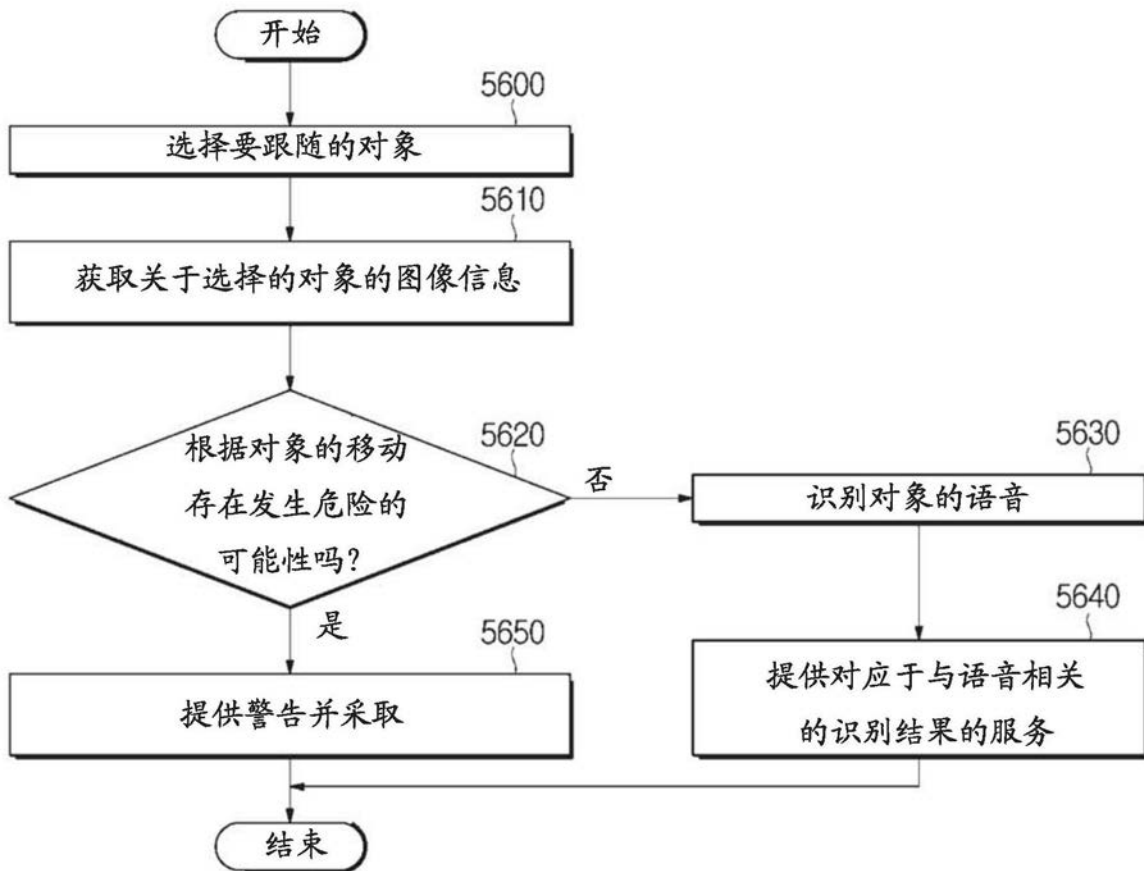 开始
5600
选择要跟随的对象
5610
获取关于选择的对象的图像信息
5620
根据对象的移动
存在发生危险的
可能性吗？
否
5630
识别对象的语音
是
5640
提供对应于与语音相关
的识别结果的服务
5650
提供警告并采取
结束